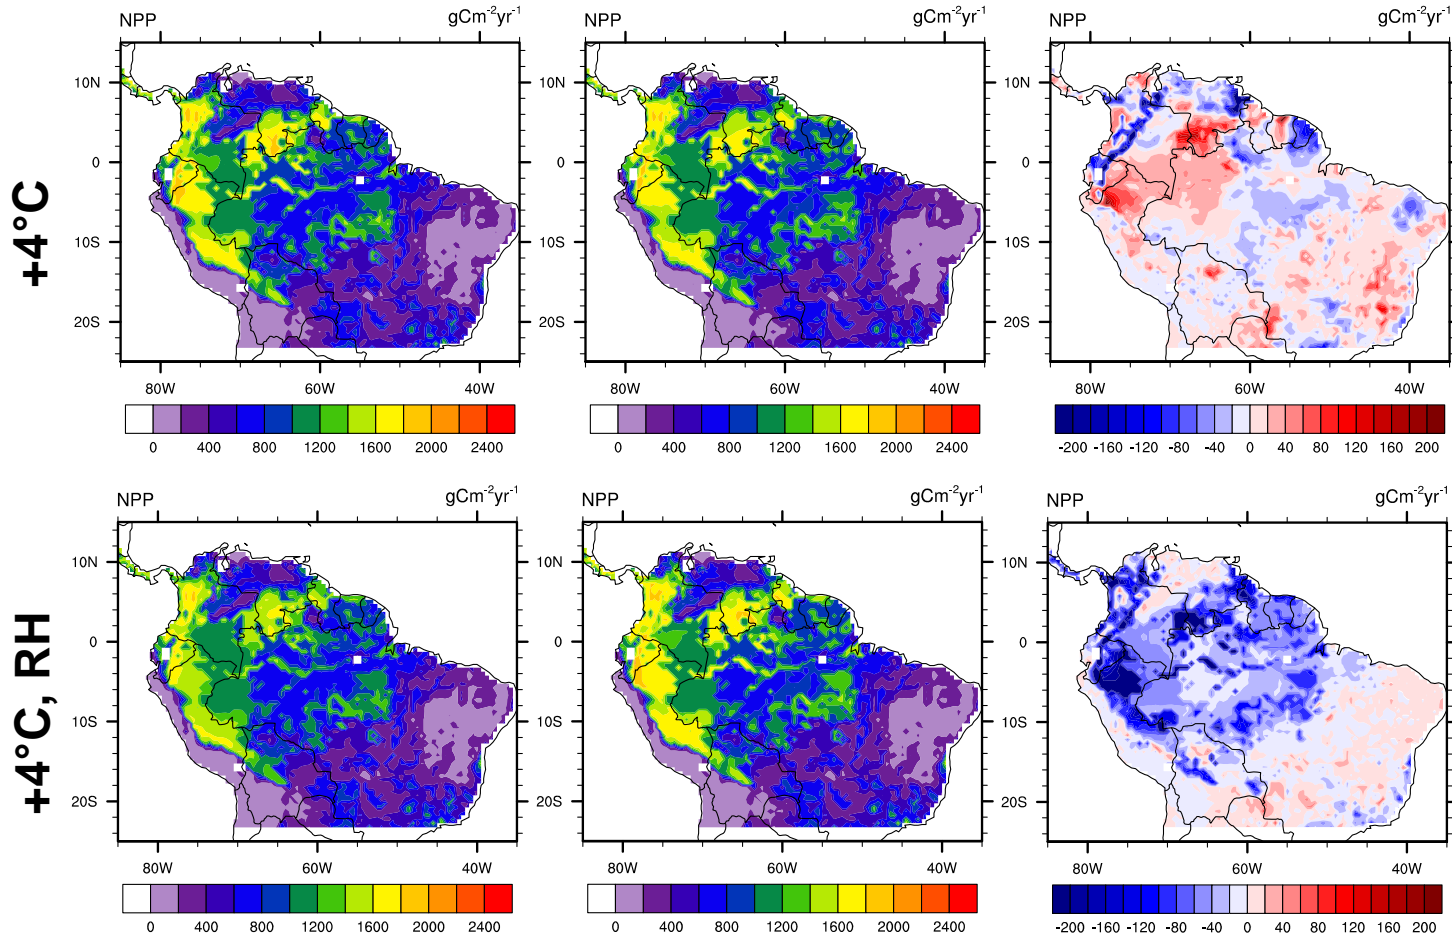 NPP gCm⁻²yr⁻¹ NPP gCm⁻²yr⁻¹ NPP gCm⁻²yr⁻¹
+4°C
10N 10N 10N
0 0 0
10S 10S 10S
20S 20S 20S
80W 60W 40W 80W 60W 40W 80W 60W 40W
0 400 800 1200 1600 2000 2400 0 400 800 1200 1600 2000 2400 -200 -160 -120 -80 -40 0 40 80 120 160 200
NPP gCm⁻²yr⁻¹ NPP gCm⁻²yr⁻¹ NPP gCm⁻²yr⁻¹
+4°C, RH
10N 10N 10N
0 0 0
10S 10S 10S
20S 20S 20S
80W 60W 40W 80W 60W 40W 80W 60W 40W
0 400 800 1200 1600 2000 2400 0 400 800 1200 1600 2000 2400 -200 -160 -120 -80 -40 0 40 80 120 160 200